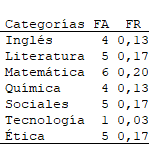 Categorías FA FR
Inglés 4 0,13
Literatura 5 0,17
Matemática 6 0,20
Química 4 0,13
Sociales 5 0,17
Tecnología 1 0,03
Ética 5 0,17